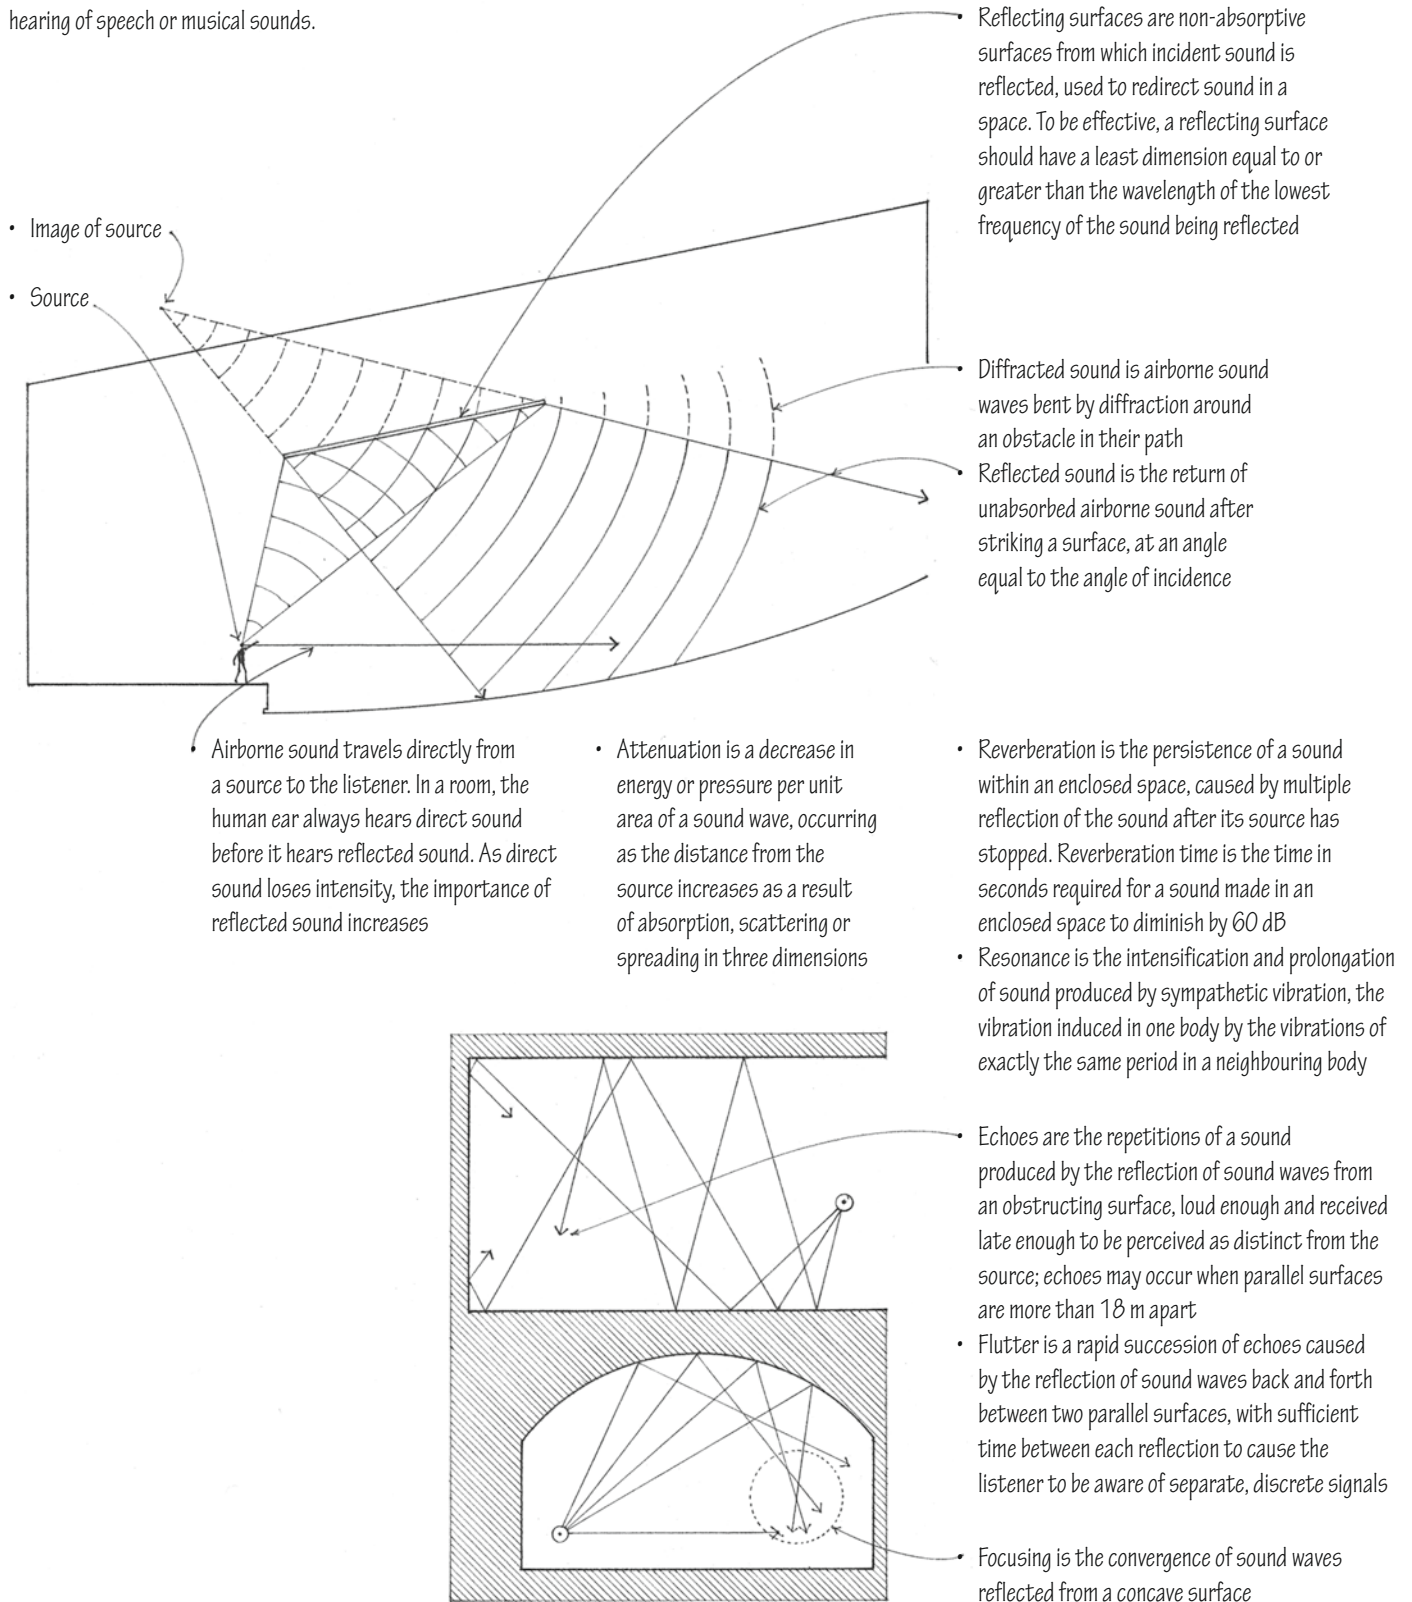 hearing of speech or musical sounds.
• Reflecting surfaces are non-absorptive
surfaces from which incident sound is
reflected, used to redirect sound in a
space. To be effective, a reflecting surface
should have a least dimension equal to or
greater than the wavelength of the lowest
frequency of the sound being reflected
• Image of source
• Source
• Diffracted sound is airborne sound
waves bent by diffraction around
an obstacle in their path
• Reflected sound is the return of
unabsorbed airborne sound after
striking a surface, at an angle
equal to the angle of incidence
• Airborne sound travels directly from
a source to the listener. In a room, the
human ear always hears direct sound
before it hears reflected sound. As direct
sound loses intensity, the importance of
reflected sound increases
• Attenuation is a decrease in
energy or pressure per unit
area of a sound wave, occurring
as the distance from the
source increases as a result
of absorption, scattering or
spreading in three dimensions
• Reverberation is the persistence of a sound
within an enclosed space, caused by multiple
reflection of the sound after its source has
stopped. Reverberation time is the time in
seconds required for a sound made in an
enclosed space to diminish by 60 dB
• Resonance is the intensification and prolongation
of sound produced by sympathetic vibration, the
vibration induced in one body by the vibrations of
exactly the same period in a neighbouring body
• Echoes are the repetitions of a sound
produced by the reflection of sound waves from
an obstructing surface, loud enough and received
late enough to be perceived as distinct from the
source; echoes may occur when parallel surfaces
are more than 18 m apart
• Flutter is a rapid succession of echoes caused
by the reflection of sound waves back and forth
between two parallel surfaces, with sufficient
time between each reflection to cause the
listener to be aware of separate, discrete signals
• Focusing is the convergence of sound waves
reflected from a concave surface